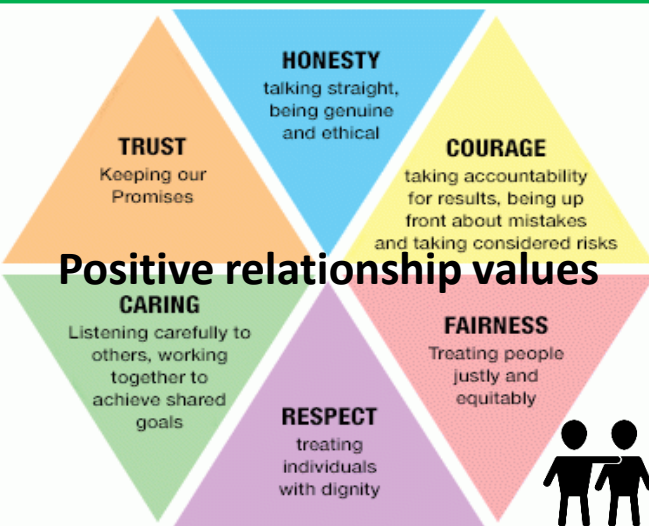 HONESTY
talking straight,
being genuine
and ethical
TRUST
Keeping our
Promises
COURAGE
taking accountability
for results, being up
front about mistakes
and taking considered risks
Positive relationship values
CARING
Listening carefully to
others, working
together to
achieve shared
goals
FAIRNESS
Treating people
justly and
equitably
RESPECT
treating
individuals
with dignity